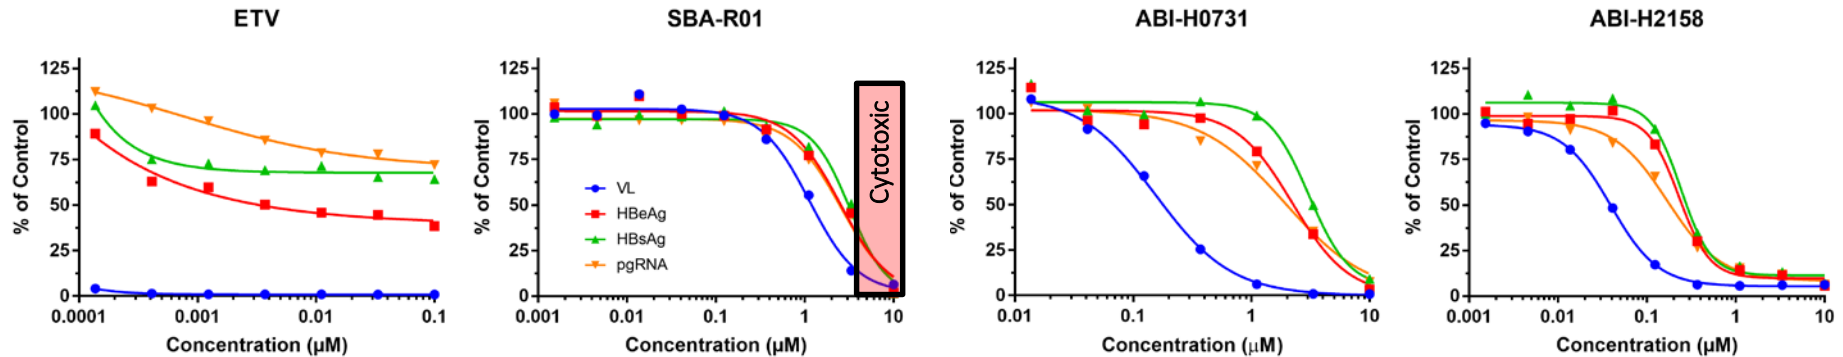 ETV
SBA-R01
ABI-H0731
ABI-H2158
% of Control
125
100
75
50
25
0
0.0001
0.001
0.01
0.1
Concentration (µM)
% of Control
125
100
75
50
25
0
VL
HBeAg
HBsAg
pgRNA
Cytotoxic
0.001
0.01
0.1
1
10
Concentration (µM)
% of Control
125
100
75
50
25
0
0.01
0.1
1
10
Concentration (µM)
% of Control
125
100
75
50
25
0
0.001
0.01
0.1
1
10
Concentration (µM)